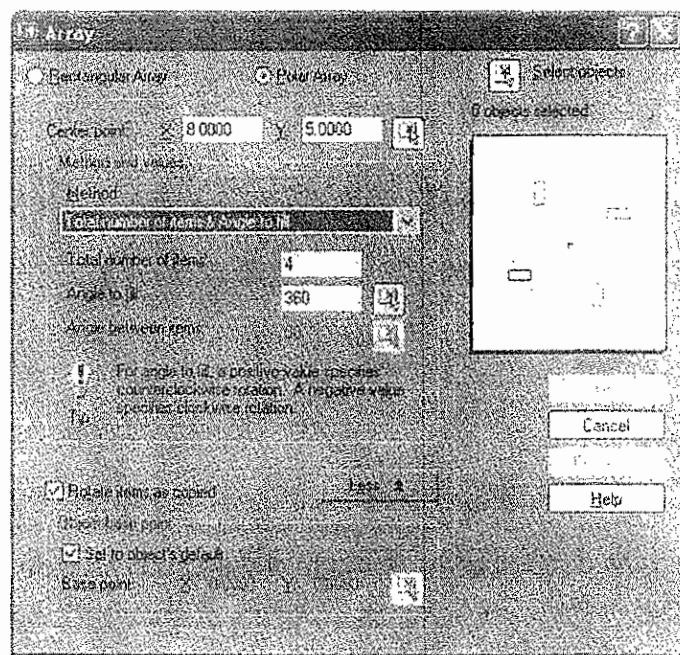 Array
Rectangular Array
Polar Array
Select objects
0 objects selected
Center point: X: 8.0000 Y: 5.0000
Method and values
Method:
Total number of items & Angle to fill
Total number of items: 4
Angle to fill: 360
Angle between items:
For angle to fill, a positive value specifies
counterclockwise rotation. A negative value
specifies clockwise rotation.
Tip
Cancel
Rotate items as copied
Less
Help
Object base point
Set to object's default
Base point: X: Y: